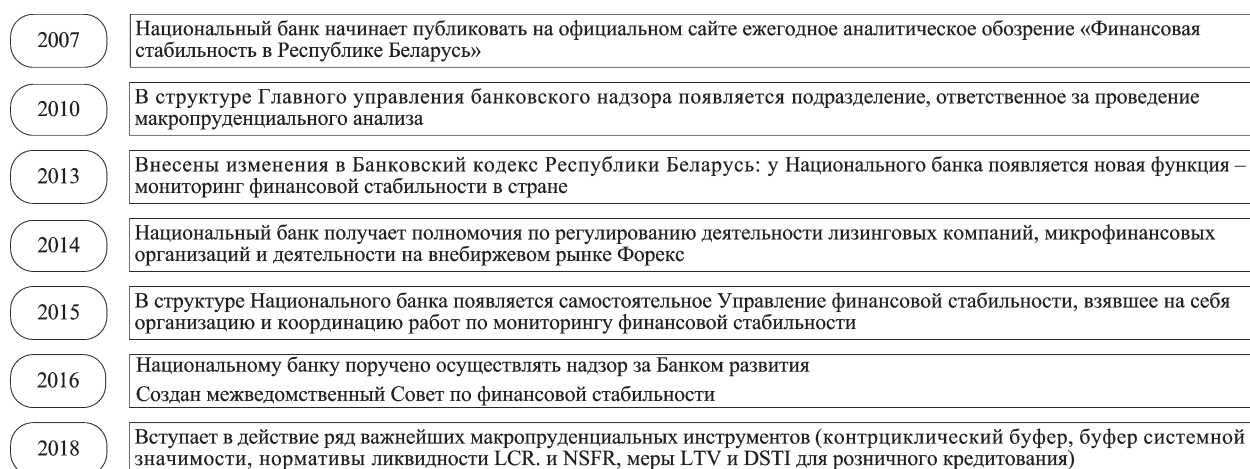 2007
Национальный банк начинает публиковать на официальном сайте ежегодное аналитическое обозрение «Финансовая
стабильность в Республике Беларусь»
2010
В структуре Главного управления банковского надзора появляется подразделение, ответственное за проведение
макропруденциального анализа
2013
Внесены изменения в Банковский кодекс Республики Беларусь: у Национального банка появляется новая функция –
мониторинг финансовой стабильности в стране
2014
Национальный банк получает полномочия по регулированию деятельности лизинговых компаний, микрофинансовых
организаций и деятельности на внебиржевом рынке Форекс
2015
В структуре Национального банка появляется самостоятельное Управление финансовой стабильности, взявшее на себя
организацию и координацию работ по мониторингу финансовой стабильности
2016
Национальному банку поручено осуществлять надзор за Банком развития
Создан межведомственный Совет по финансовой стабильности
2018
Вступает в действие ряд важнейших макропруденциальных инструментов (контрциклический буфер, буфер системной
значимости, нормативы ликвидности LCR. и NSFR, меры LTV и DSTI для розничного кредитования)